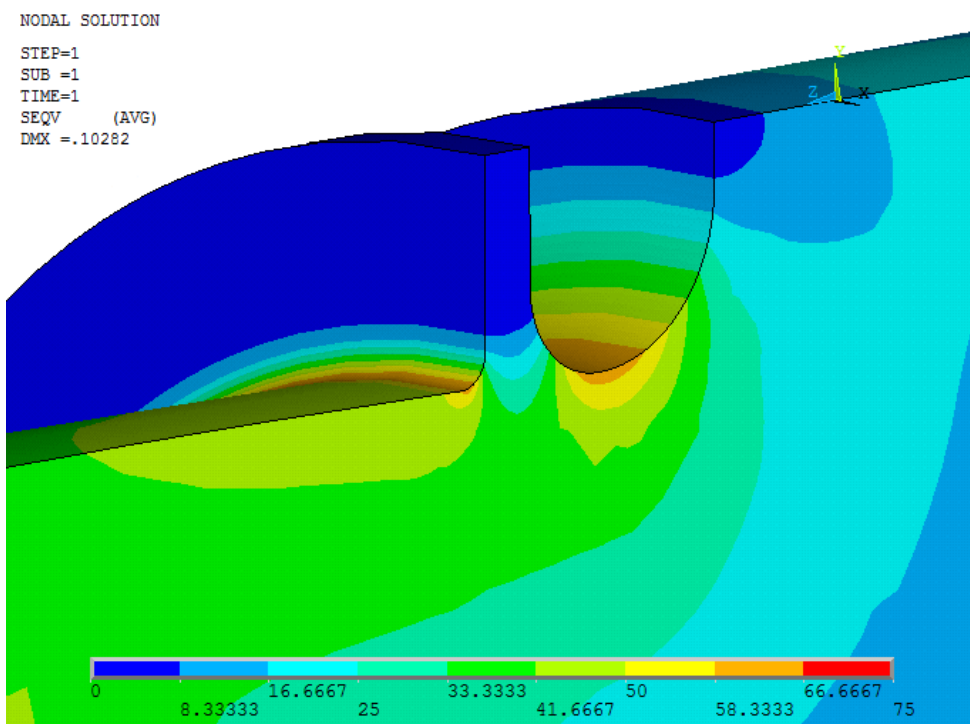 NODAL SOLUTION
STEP=1
SUB =1
TIME=1
SEQV (AVG)
DMX =.10282
Y
Z X
0 16.6667 33.3333 50 66.6667
8.33333 25 41.6667 58.3333 75